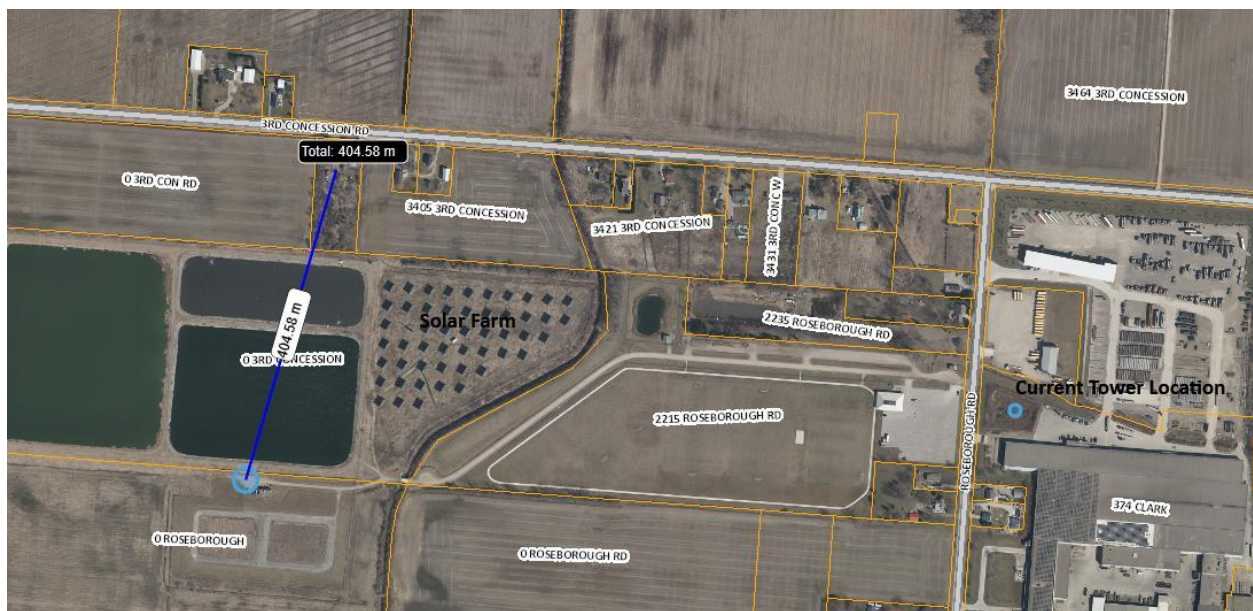 3464 3RD CONCESSION
3RD CONCESSION RD
Total: 404.58 m
0 3RD CON RD
3405 3RD CONCESSION
3421 3RD CONCESSION
3431 3RD CONC W
404.58 m
Solar Farm
0 3RD CONCESSION
2235 ROSEBOROUGH RD
Current Tower Location
2215 ROSEBOROUGH RD
ROSEBOROUGH RD
374 CLARK
0 ROSEBOROUGH
0 ROSEBOROUGH RD